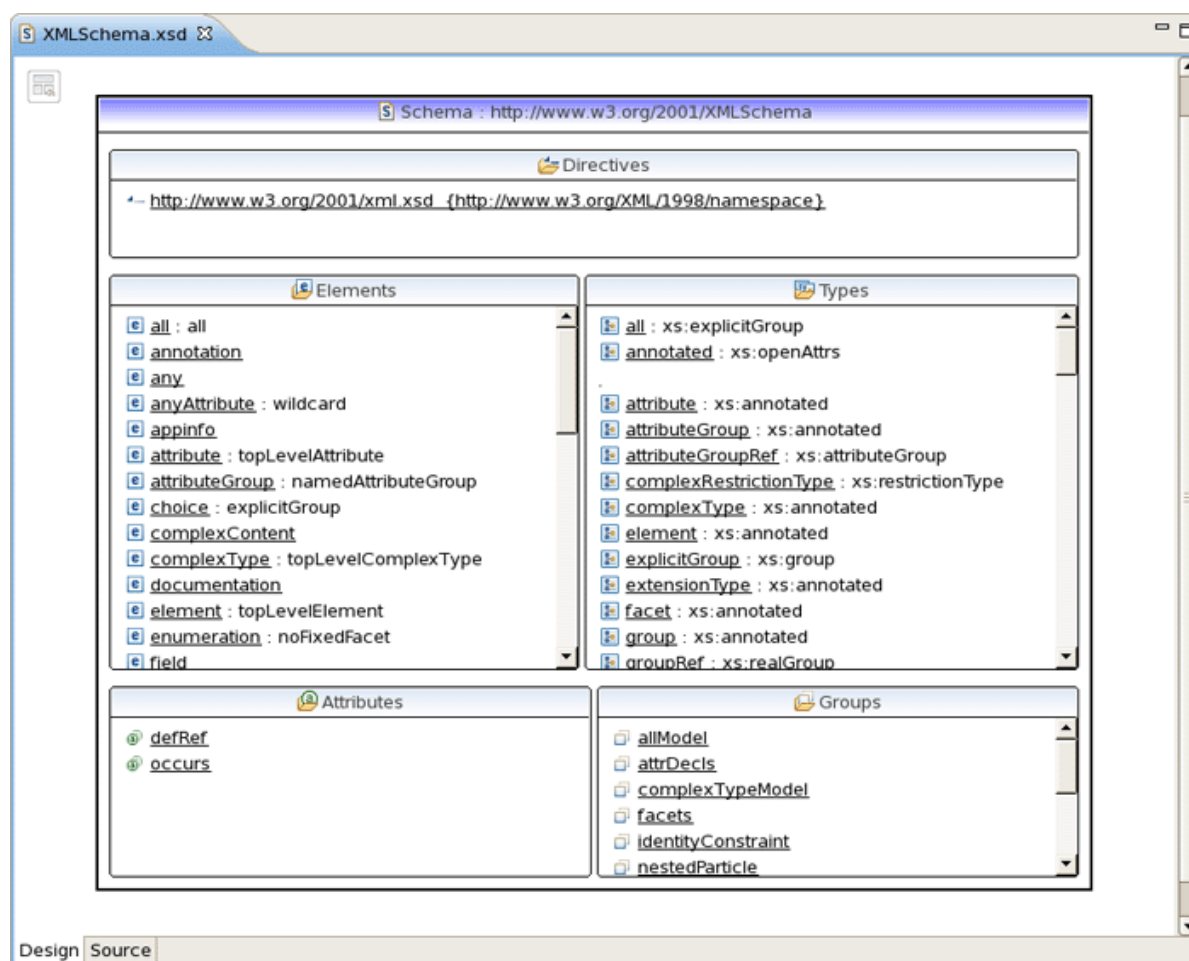 XMLSchema.xsd
Schema : http://www.w3.org/2001/XMLSchema
Directives
http://www.w3.org/2001/xml.xsd {http://www.w3.org/XML/1998/namespace}
Elements
all : all
annotation
any
anyAttribute : wildcard
appinfo
attribute : topLevelAttribute
attributeGroup : namedAttributeGroup
choice : explicitGroup
complexContent
complexType : topLevelComplexType
documentation
element : topLevelElement
enumeration : noFixedFacet
field
Types
all : xs:explicitGroup
annotated : xs:openAttrs
attribute : xs:annotated
attributeGroup : xs:annotated
attributeGroupRef : xs:attributeGroup
complexRestrictionType : xs:restrictionType
complexType : xs:annotated
element : xs:annotated
explicitGroup : xs:group
extensionType : xs:annotated
facet : xs:annotated
group : xs:annotated
groupRef : xs:realGroup
Attributes
defRef
occurs
Groups
allModel
attrDecls
complexTypeModel
facets
identityConstraint
nestedParticle
Design Source